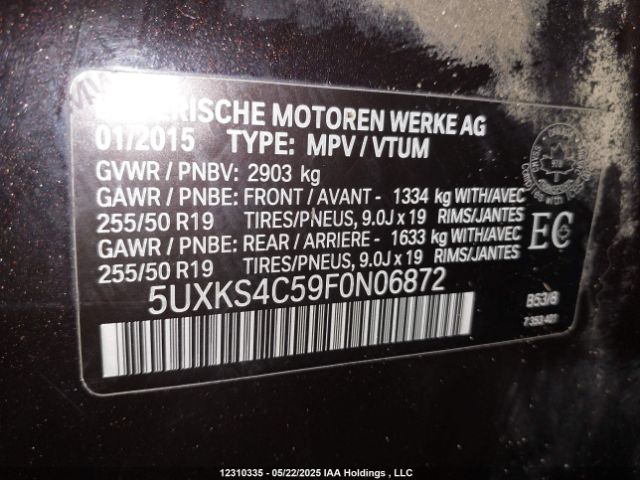 RISCHE MOTOREN WERKE AG
01/2015 TYPE: MPV / VTUM
GVWR / PNBV: 2903 kg
GAWR / PNBE: FRONT / AVANT - 1334 kg WITH/AVEC
255/50 R19 TIRES/PNEUS, 9.0J x 19 RIMS/JANTES
GAWR / PNBE: REAR / ARRIERE - 1633 kg WITH/AVEC
255/50 R19 TIRES/PNEUS, 9.0J x 19 RIMS/JANTES
EC
5UXKS4C59F0N06872
B53/8
7 393 401
12310335 - 05/22/2025 IAA Holdings , LLC